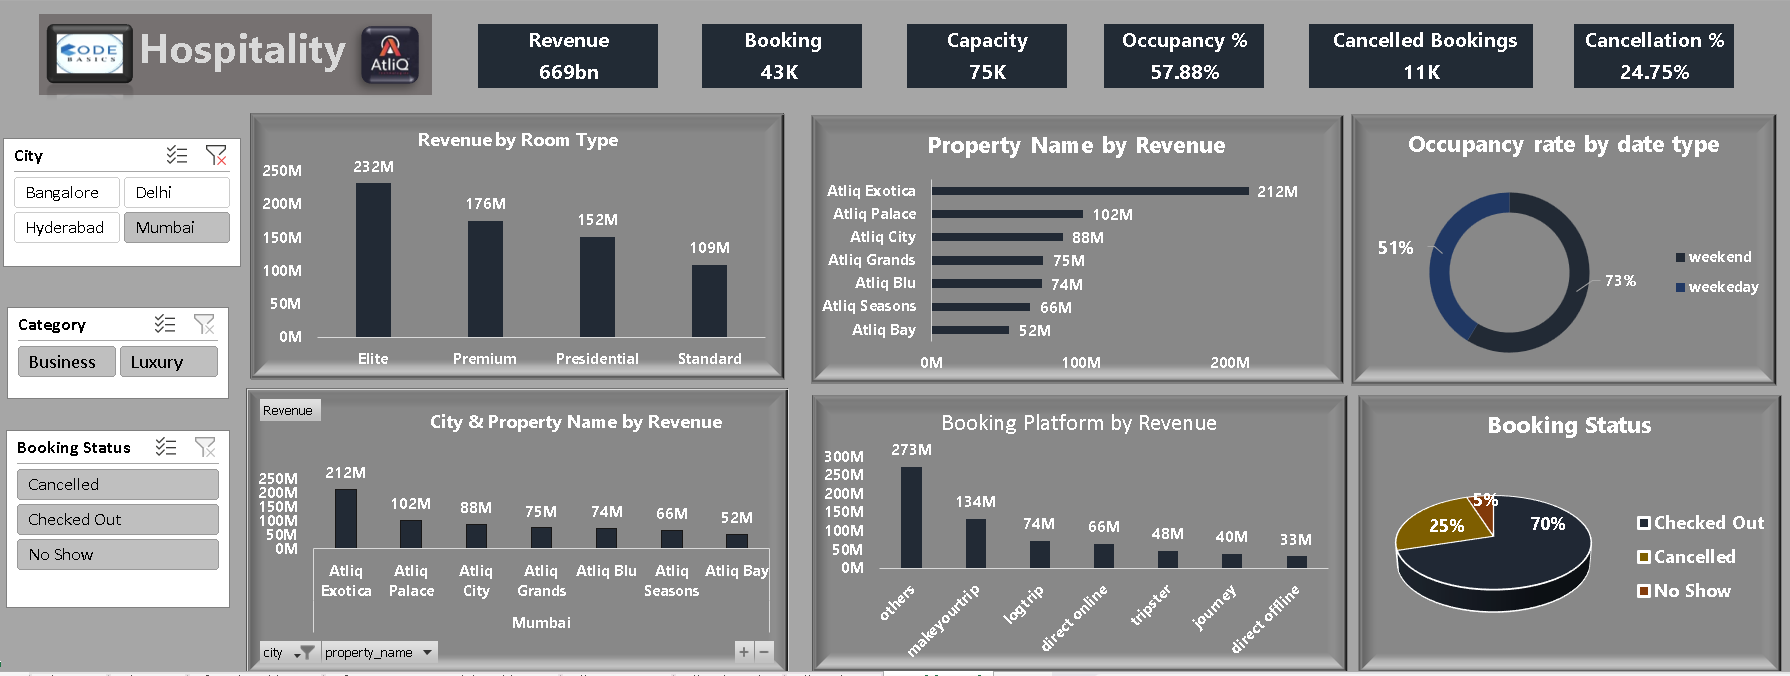 CODE
BASICS
Hospitality
AtliQ
Revenue
669bn
Booking
43K
Capacity
75K
Occupancy %
57.88%
Cancelled Bookings
11K
Cancellation %
24.75%
City
Bangalore
Delhi
Hyderabad
Mumbai
Category
Business
Luxury
Booking Status
Cancelled
Checked Out
No Show
Revenue by Room Type
250M
200M
150M
100M
50M
0M
232M
176M
152M
109M
Elite
Premium
Presidential
Standard
Property Name by Revenue
Atliq Exotica
212M
Atliq Palace
102M
Atliq City
88M
Atliq Grands
75M
Atliq Blu
74M
Atliq Seasons
66M
Atliq Bay
52M
0M
100M
200M
Occupancy rate by date type
51%
73%
weekend
weekeday
Revenue
City & Property Name by Revenue
250M
200M
150M
100M
50M
0M
212M
102M
88M
75M
74M
66M
52M
Atliq
Exotica
Atliq
Palace
Atliq
City
Atliq
Grands
Atliq Blu
Atliq
Seasons
Atliq Bay
Mumbai
city
property_name
Booking Platform by Revenue
300M
250M
200M
150M
100M
50M
0M
273M
134M
74M
66M
48M
40M
33M
others
makeyourtrip
logtrip
direct online
tripster
journey
direct offline
Booking Status
5%
25%
70%
Checked Out
Cancelled
No Show